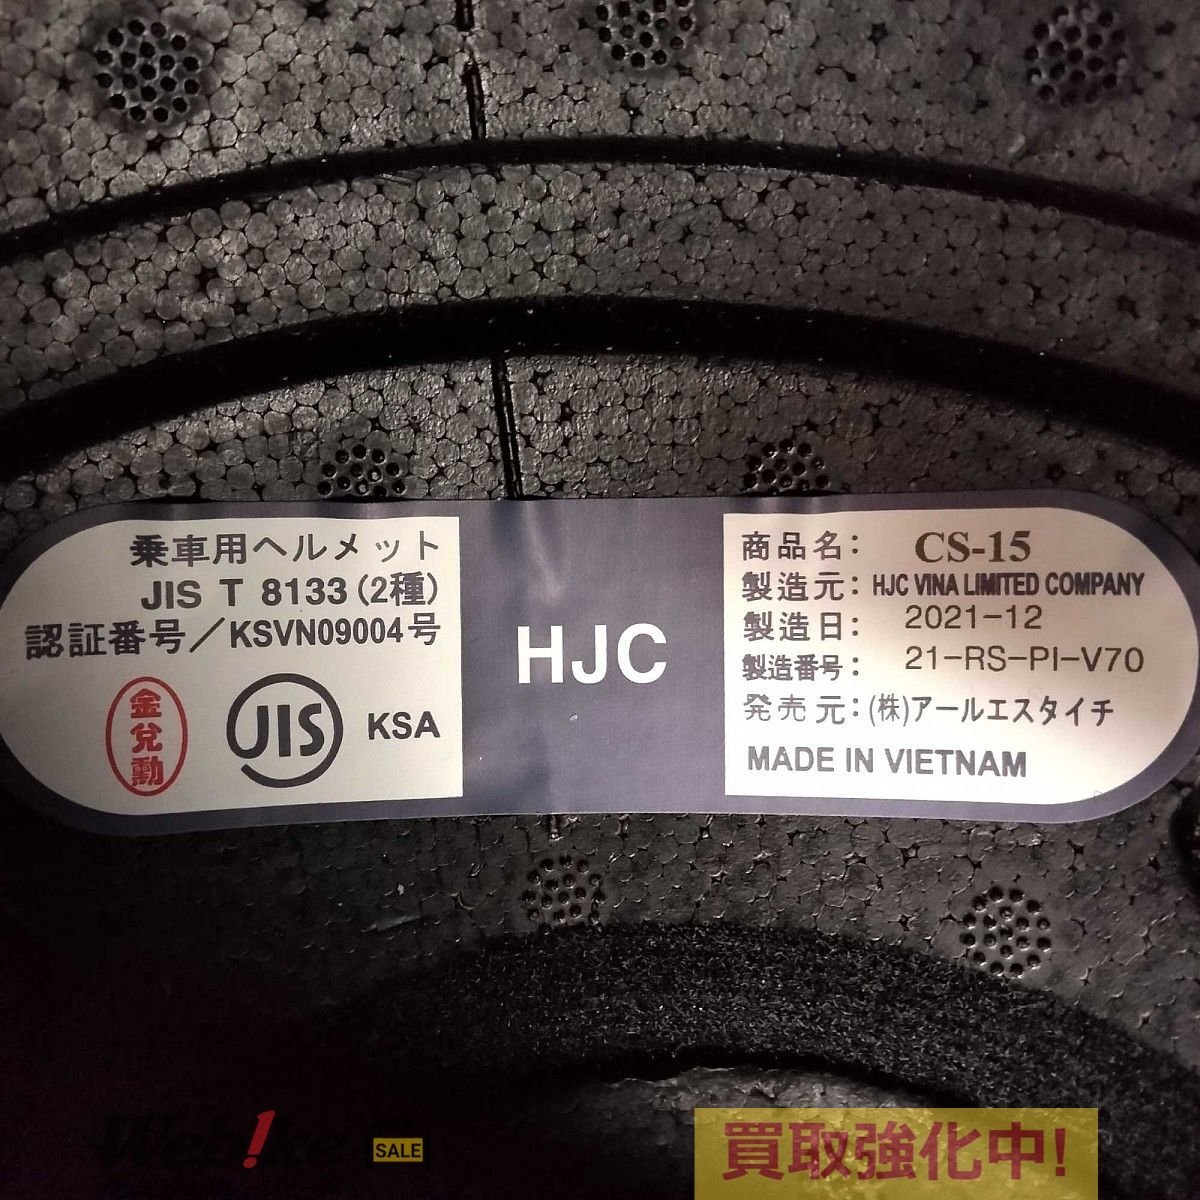 乗車用ヘルメット
JIS T 8133(2種)
認証番号／KSVN09004号
金兌勳
JIS
KSA
HJC
商品名: CS-15
製造元: HJC VINA LIMITED COMPANY
製造日: 2021-12
製造番号: 21-RS-PI-V70
発売元: (株)アールエスタイチ
MADE IN VIETNAM
Web!ke SALE
買取強化中!